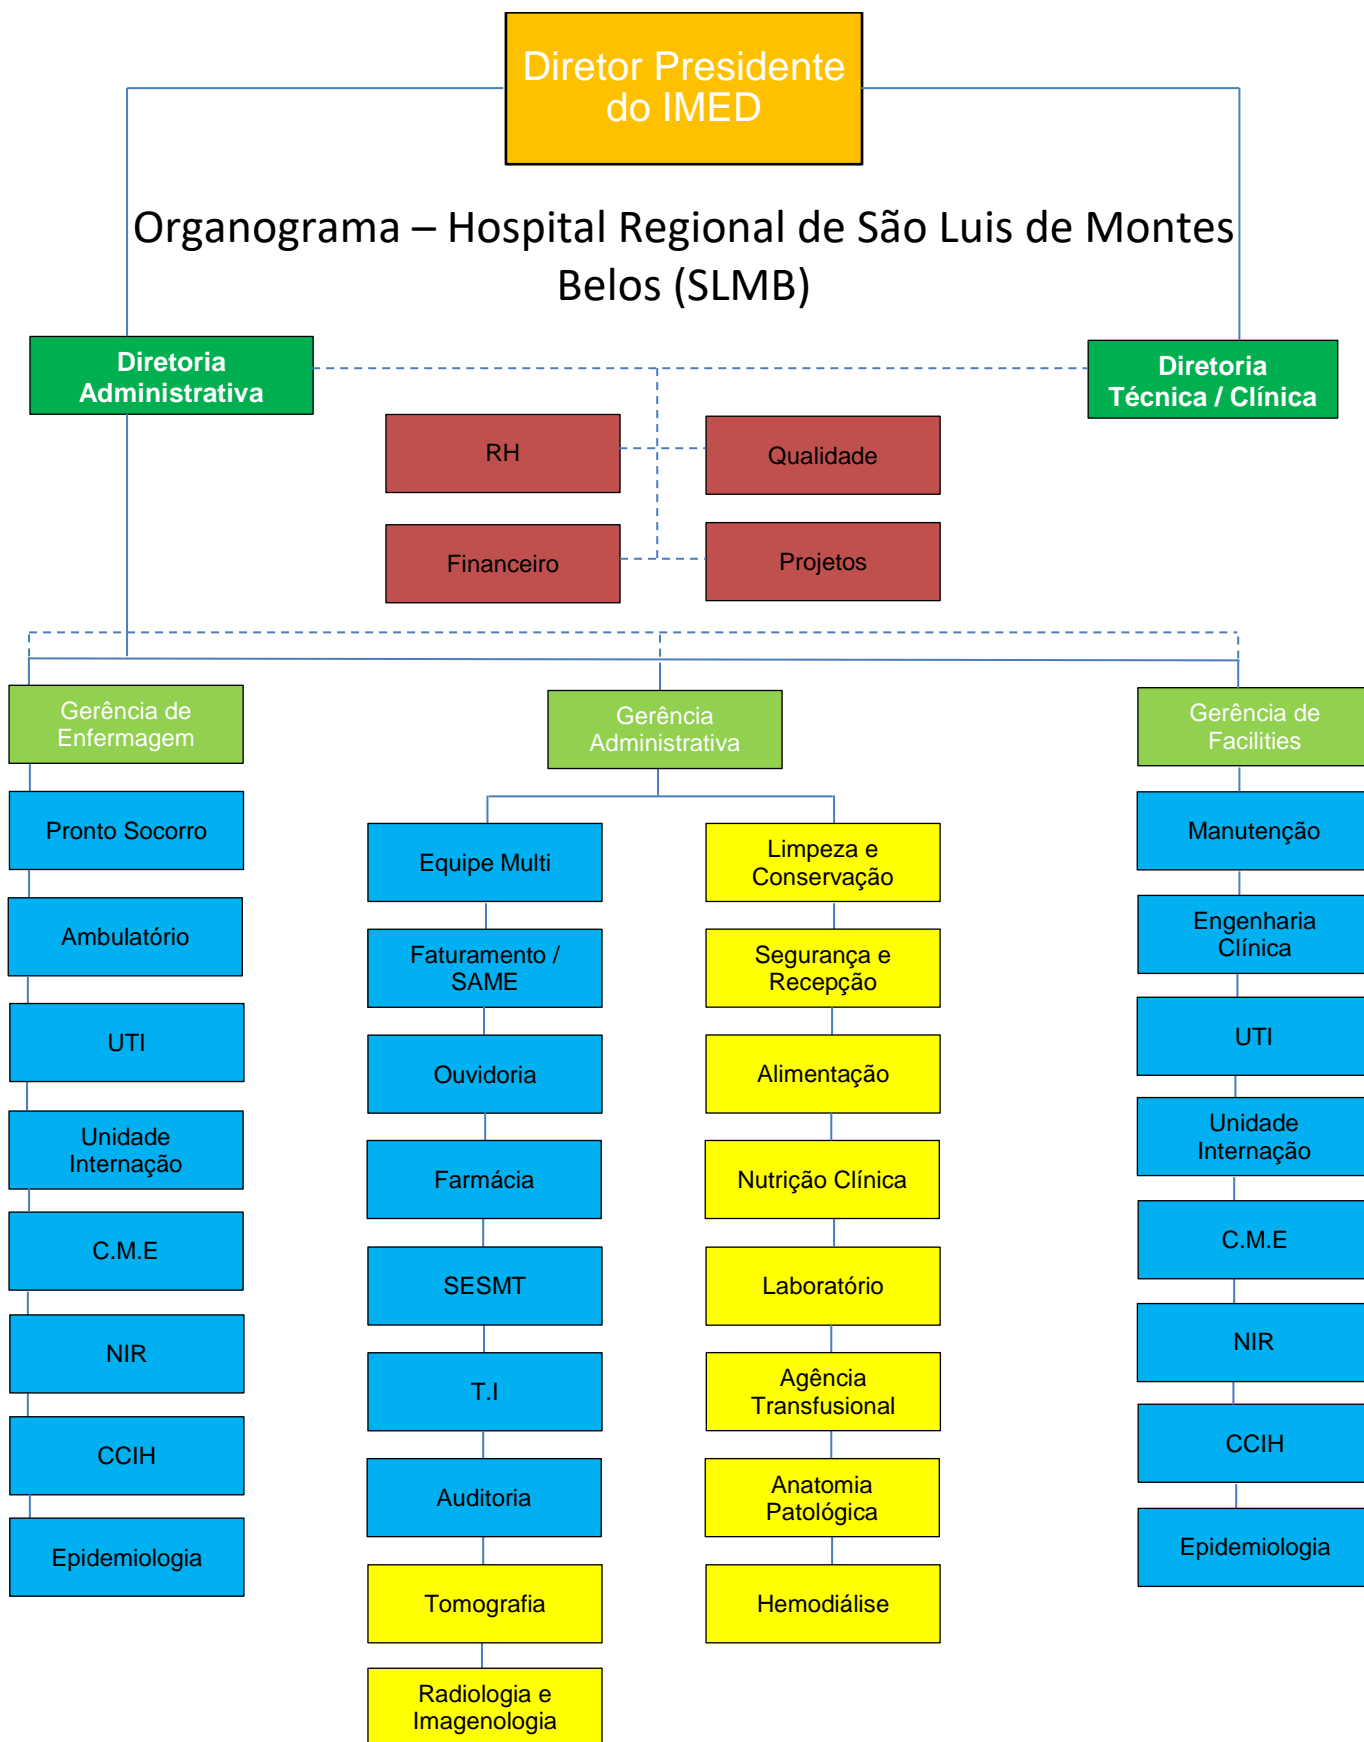 Diretor Presidente
do IMED
Organograma – Hospital Regional de São Luis de Montes
Belos (SLMB)
Diretoria
Administrativa
Diretoria
Técnica / Clínica
RH
Qualidade
Financeiro
Projetos
Gerência de
Enfermagem
Gerência
Administrativa
Gerência de
Facilities
Pronto Socorro
Ambulatório
UTI
Unidade
Internação
C.M.E
NIR
CCIH
Epidemiologia
Equipe Multi
Faturamento /
SAME
Ouvidoria
Farmácia
SESMT
T.I
Auditoria
Tomografia
Radiologia e
Imagenologia
Limpeza e
Conservação
Segurança e
Recepção
Alimentação
Nutrição Clínica
Laboratório
Agência
Transfusional
Anatomia
Patológica
Hemodiálise
Manutenção
Engenharia
Clínica
UTI
Unidade
Internação
C.M.E
NIR
CCIH
Epidemiologia